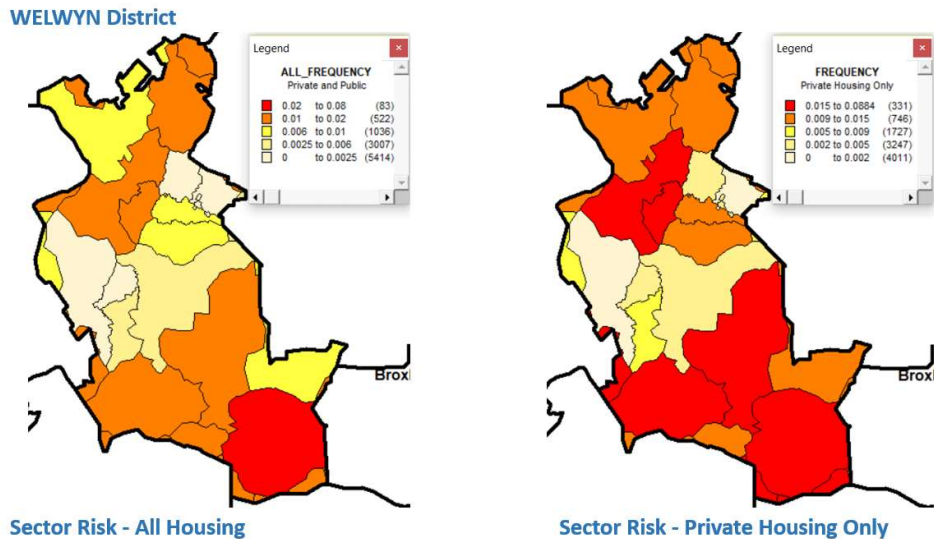 WELWYN District
Legend
ALL_FREQUENCY
Private and Public
0.02 to 0.08 (83)
0.01 to 0.02 (522)
0.006 to 0.01 (1036)
0.0025 to 0.006 (3007)
0 to 0.0025 (5414)
Brox
Sector Risk - All Housing
Legend
FREQUENCY
Private Housing Only
0.015 to 0.0884 (331)
0.009 to 0.015 (746)
0.005 to 0.009 (1727)
0.002 to 0.005 (3247)
0 to 0.002 (4011)
Brox
Sector Risk - Private Housing Only